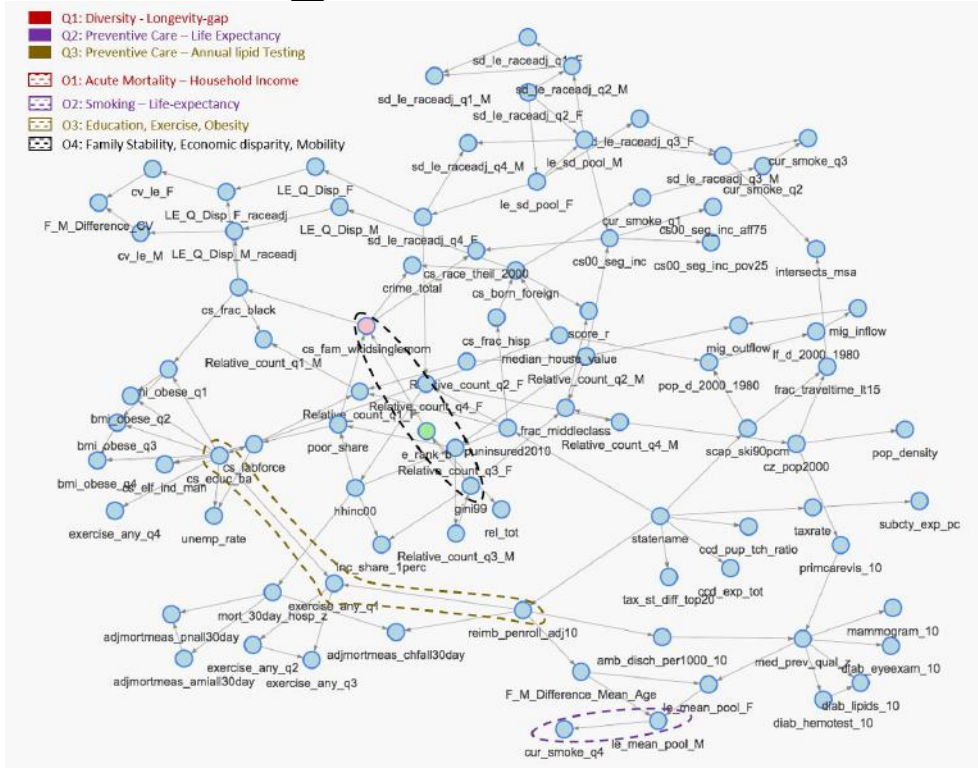 Q1: Diversity - Longevity-gap
Q2: Preventive Care – Life Expectancy
Q3: Preventive Care – Annual lipid Testing
O1: Acute Mortality – Household Income
O2: Smoking – Life-expectancy
O3: Education, Exercise, Obesity
O4: Family Stability, Economic disparity, Mobility
sd_le_raceadj_q1_F
sd_le_raceadj_q1_M
sd_le_raceadj_q2_M
sd_le_raceadj_q2_F
sd_le_raceadj_q3_F
le_sd_pool_M
sd_le_raceadj_q4_M
cur_smoke_q3
sd_le_raceadj_q3_M
cur_smoke_q2
cv_le_F
LE_Q_Disp_F
le_sd_pool_F
LE_Q_Disp_F_raceadj
F_M_Difference_CV
cur_smoke_q1
LE_Q_Disp_M
cs00_seg_inc_aff75
sd_le_raceadj_q4_F
cv_le_M
LE_Q_Disp_M_raceadj
cs00_seg_inc
cs00_seg_inc_pov25
cs_race_theil_2000
intersects_msa
crime_total
cs_born_foreign
cs_frac_black
score_r
mig_inflow
cs_fam_wkidsinglemom
cs_frac_hisp
mig_outflow
lf_d_2000_1980
Relative_count_q1_M
median_house_value
Relative_count_q2_F
Relative_count_q2_M
pop_d_2000_1980
frac_traveltime_lt15
bmi_obese_q1
Relative_count_q4_F
Relative_count_q1_F
bmi_obese_q2
poor_share
e_rank_b
frac_middleclass
Relative_count_q4_M
bmi_obese_q3
puninsured2010
scap_ski90pcm
cz_pop2000
pop_density
cs_labforce
Relative_count_q3_F
cs_educ_ba
bmi_obese_q4
cs_elf_ind_man
hhinc00
gini99
exercise_any_q4
unemp_rate
rel_tot
statename
taxrate
subcty_exp_pc
Relative_count_q3_M
ccd_pup_tch_ratio
inc_share_1perc
primcarevis_10
ccd_exp_tot
tax_st_diff_top20
exercise_any_q1
mort_30day_hosp_z
reimb_penroll_adj10
mammogram_10
adjmortmeas_pnall30day
adjmortmeas_chfall30day
amb_disch_per1000_10
med_prev_qual_z
diab_eyeexam_10
exercise_any_q2
adjmortmeas_amiall30day
exercise_any_q3
F_M_Difference_Mean_Age
le_mean_pool_F
diab_lipids_10
diab_hemotest_10
le_mean_pool_M
cur_smoke_q4